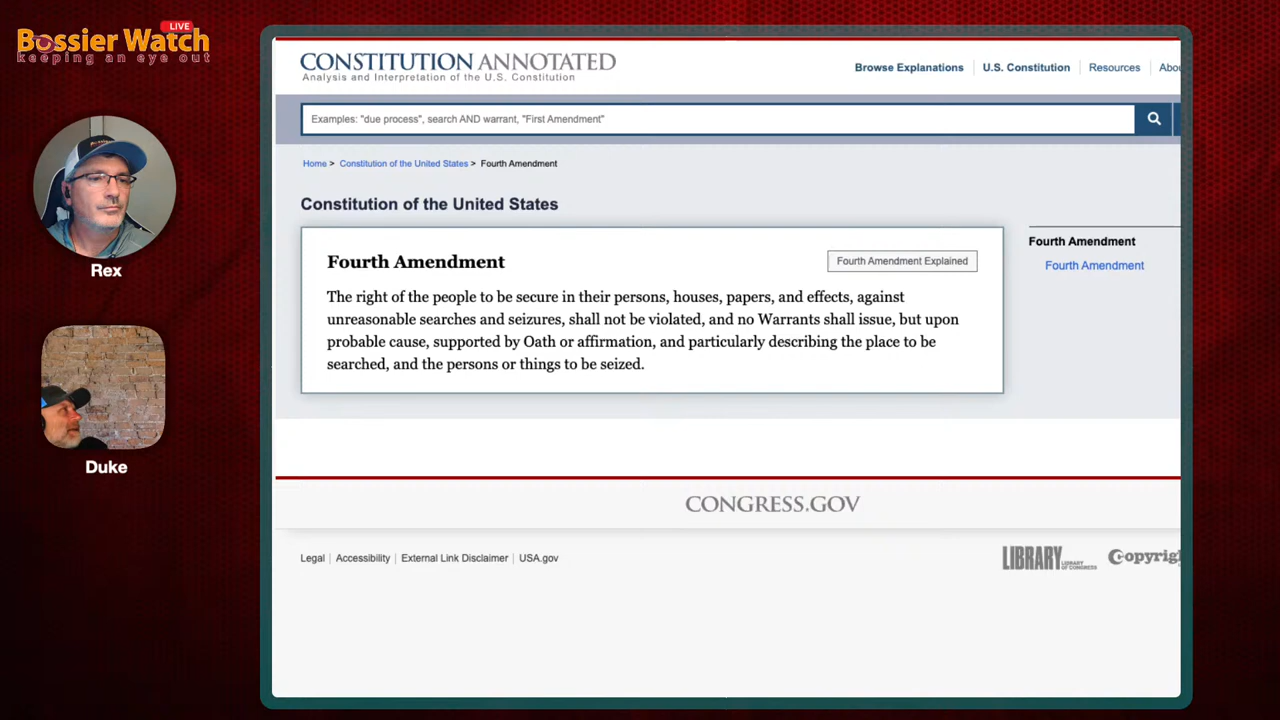 LIVE
Bossier Watch
keeping an eye out
Rex
Duke
CONSTITUTION ANNOTATED
Analysis and Interpretation of the U.S. Constitution
Browse Explanations
U.S. Constitution
Resources
Abou
Examples: "due process", search AND warrant, "First Amendment"
Home > Constitution of the United States > Fourth Amendment
Constitution of the United States
Fourth Amendment
Fourth Amendment Explained
The right of the people to be secure in their persons, houses, papers, and effects, against
unreasonable searches and seizures, shall not be violated, and no Warrants shall issue, but upon
probable cause, supported by Oath or affirmation, and particularly describing the place to be
searched, and the persons or things to be seized.
Fourth Amendment
Fourth Amendment
CONGRESS.GOV
Legal | Accessibility | External Link Disclaimer | USA.gov
LIBRARY
LIBRARY OF CONGRESS
Copyrig